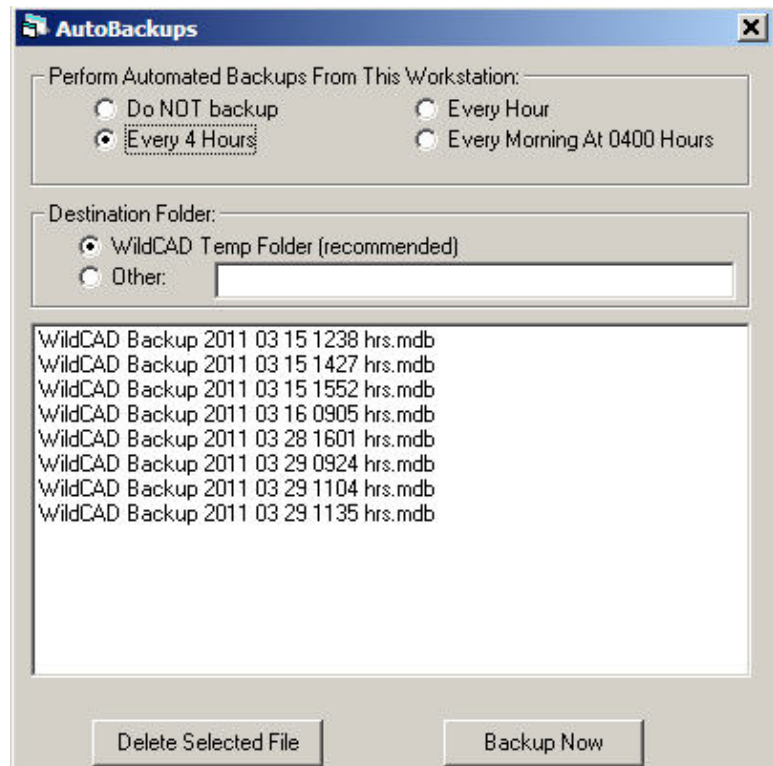 AutoBackups
Perform Automated Backups From This Workstation:
Do NOT backup
Every Hour
Every 4 Hours
Every Morning At 0400 Hours
Destination Folder:
WildCAD Temp Folder (recommended)
Other:
WildCAD Backup 2011 03 15 1238 hrs.mdb
WildCAD Backup 2011 03 15 1427 hrs.mdb
WildCAD Backup 2011 03 15 1552 hrs.mdb
WildCAD Backup 2011 03 16 0905 hrs.mdb
WildCAD Backup 2011 03 28 1601 hrs.mdb
WildCAD Backup 2011 03 29 0924 hrs.mdb
WildCAD Backup 2011 03 29 1104 hrs.mdb
WildCAD Backup 2011 03 29 1135 hrs.mdb
Delete Selected File
Backup Now